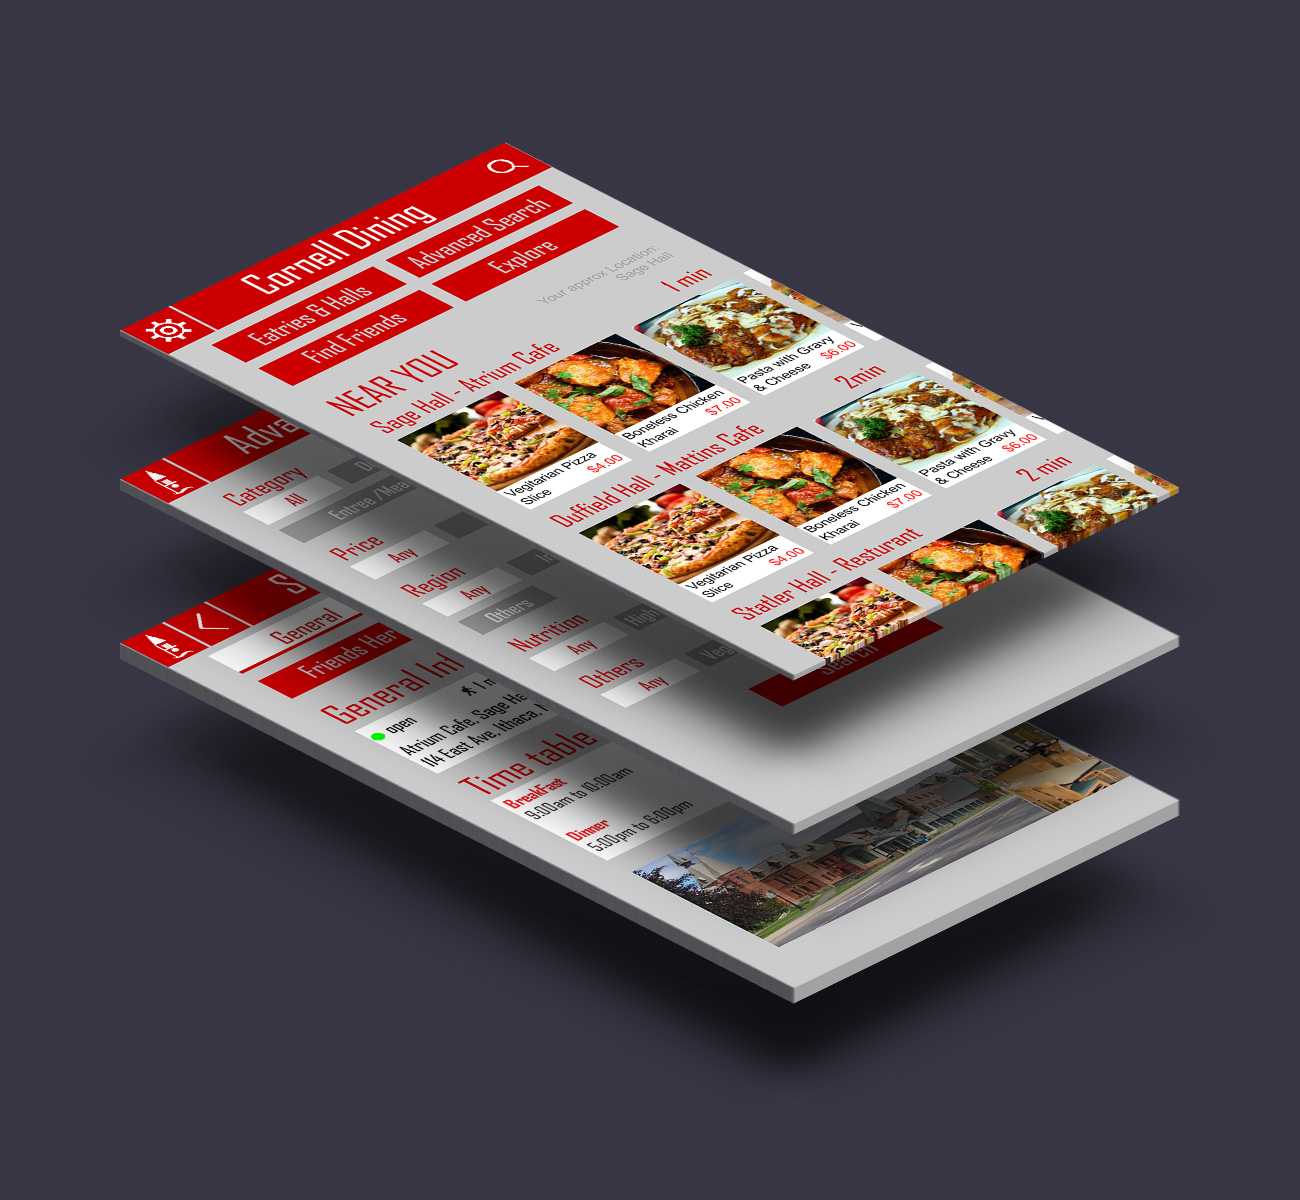 Cornell Dining
Eatries & Halls
Advanced Search
Find Friends
Explore
Your approx Location:
Sage Hall
NEAR YOU
Sage Hall - Atrium Cafe
1 min
Vegitarian Pizza
Slice
$4.00
Boneless Chicken
Kharai
$7.00
Pasta with Gravy
& Cheese
$6.00
Duffield Hall - Mattins Cafe
2min
Vegitarian Pizza
Slice
$4.00
Boneless Chicken
Kharai
$7.00
Pasta with Gravy
& Cheese
$6.00
Statler Hall - Resturant
2 min
Adva
Category
All
Entree /Mea
Price
Any
Region
Any
Others
Nutrition
Any
High
Others
Any
Veg
Search
General
Friends Her
General Inf
open
1 m
Atrium Cafe, Sage Ha
114 East Ave, Ithaca,
Time table
BreakFast
9:00am to 10:00am
Dinner
5:00pm to 6:00pm